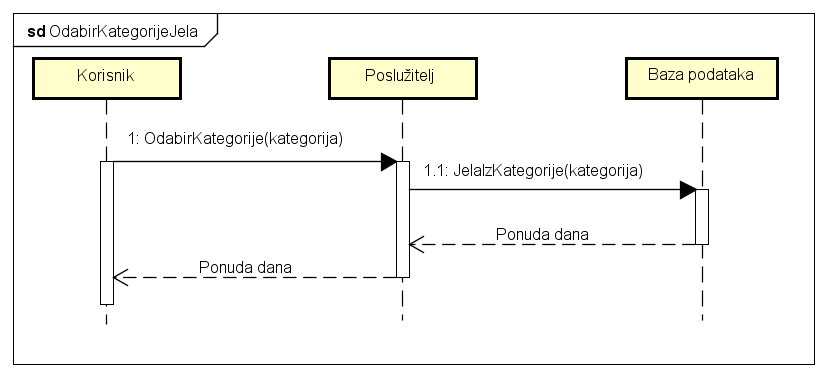 sd OdabirKategorijeJela
Korisnik
Poslužitelj
Baza podataka
1: OdabirKategorije(kategorija)
1.1: JelaIzKategorije(kategorija)
Ponuda dana
Ponuda dana